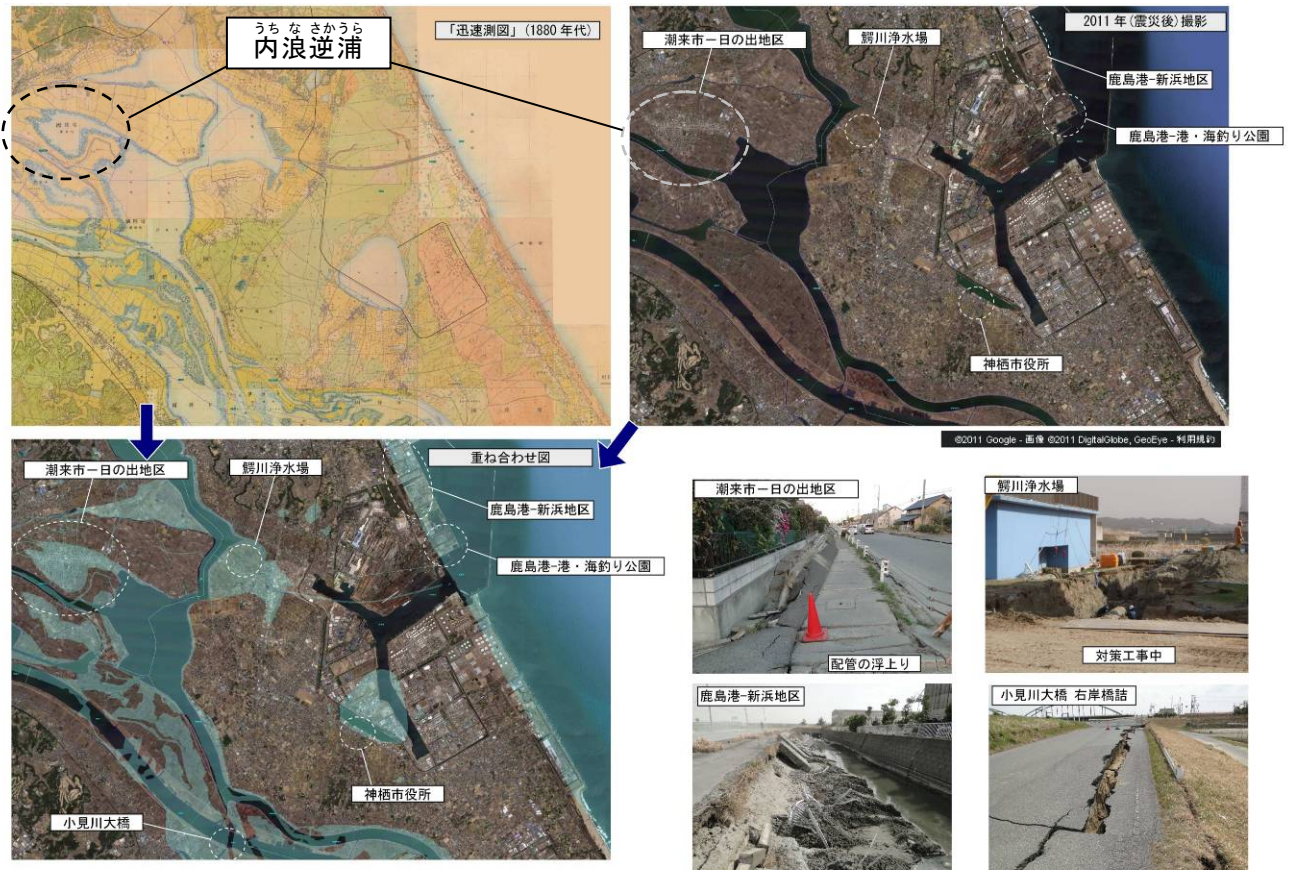 うち な さかうら
内浪逆浦
「迅速測図」(1880年代)
2011年(震災後)撮影
潮来市ー日の出地区
鰐川浄水場
鹿島港-新浜地区
鹿島港-港・海釣り公園
神栖市役所
©2011 Google - 画像 ©2011 DigitalGlobe, GeoEye - 利用規約
重ね合わせ図
潮来市ー日の出地区
鰐川浄水場
鹿島港-新浜地区
鹿島港-港・海釣り公園
神栖市役所
小見川大橋
潮来市ー日の出地区
配管の浮上り
鰐川浄水場
対策工事中
鹿島港-新浜地区
小見川大橋 右岸橋詰